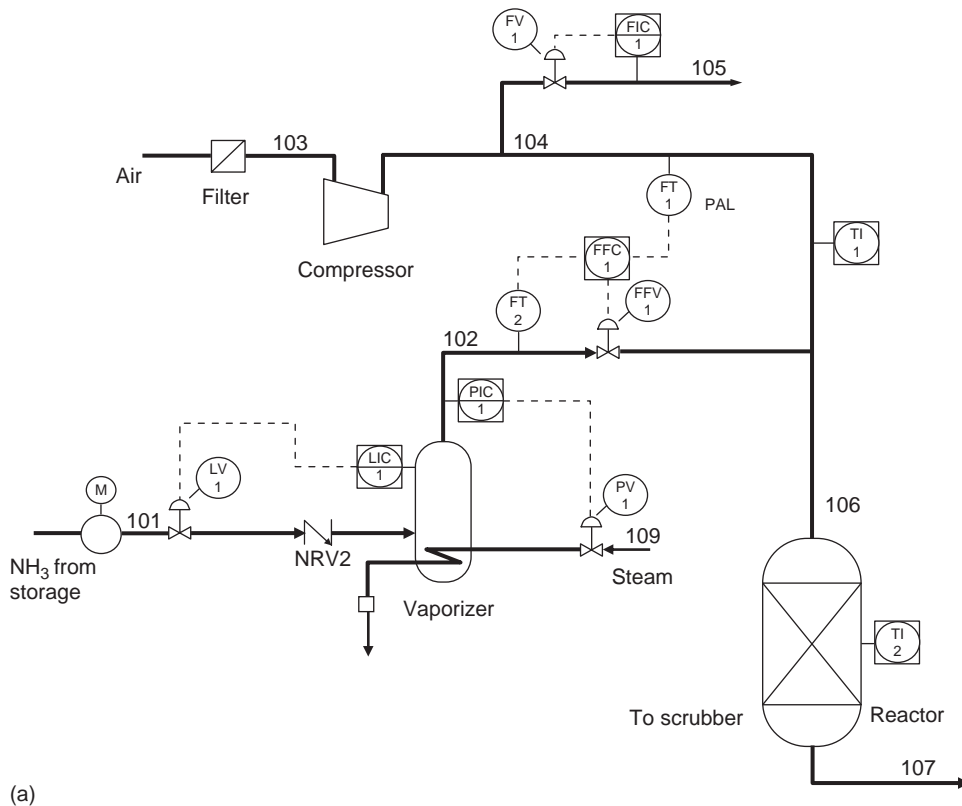 FV
1
FIC
1
105
103
104
Air
Filter
Compressor
FT
1
PAL
TI
1
FFC
1
FT
2
FFV
1
102
PIC
1
LIC
1
LV
1
M
101
PV
1
109
106
NRV2
NH3 from
storage
Steam
Vaporizer
TI
2
To scrubber
Reactor
107
(a)